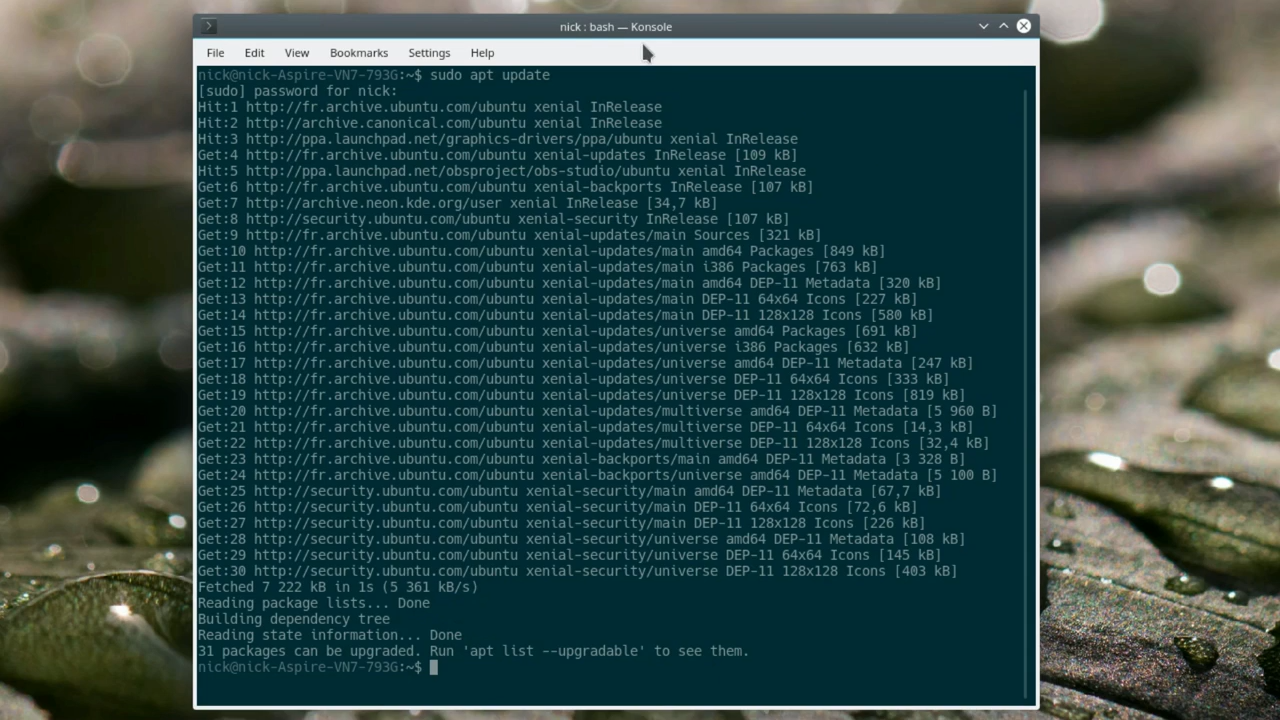 nick : bash — Konsole
File Edit View Bookmarks Settings Help
nick@nick-Aspire-VN7-793G:~$ sudo apt update
[sudo] password for nick:
Hit:1 http://fr.archive.ubuntu.com/ubuntu xenial InRelease
Hit:2 http://archive.canonical.com/ubuntu xenial InRelease
Hit:3 http://ppa.launchpad.net/graphics-drivers/ppa/ubuntu xenial InRelease
Get:4 http://fr.archive.ubuntu.com/ubuntu xenial-updates InRelease [109 kB]
Hit:5 http://ppa.launchpad.net/obsproject/obs-studio/ubuntu xenial InRelease
Get:6 http://fr.archive.ubuntu.com/ubuntu xenial-backports InRelease [107 kB]
Get:7 http://archive.neon.kde.org/user xenial InRelease [34,7 kB]
Get:8 http://security.ubuntu.com/ubuntu xenial-security InRelease [107 kB]
Get:9 http://fr.archive.ubuntu.com/ubuntu xenial-updates/main Sources [321 kB]
Get:10 http://fr.archive.ubuntu.com/ubuntu xenial-updates/main amd64 Packages [849 kB]
Get:11 http://fr.archive.ubuntu.com/ubuntu xenial-updates/main i386 Packages [763 kB]
Get:12 http://fr.archive.ubuntu.com/ubuntu xenial-updates/main amd64 DEP-11 Metadata [320 kB]
Get:13 http://fr.archive.ubuntu.com/ubuntu xenial-updates/main DEP-11 64x64 Icons [227 kB]
Get:14 http://fr.archive.ubuntu.com/ubuntu xenial-updates/main DEP-11 128x128 Icons [580 kB]
Get:15 http://fr.archive.ubuntu.com/ubuntu xenial-updates/universe amd64 Packages [691 kB]
Get:16 http://fr.archive.ubuntu.com/ubuntu xenial-updates/universe i386 Packages [632 kB]
Get:17 http://fr.archive.ubuntu.com/ubuntu xenial-updates/universe amd64 DEP-11 Metadata [247 kB]
Get:18 http://fr.archive.ubuntu.com/ubuntu xenial-updates/universe DEP-11 64x64 Icons [333 kB]
Get:19 http://fr.archive.ubuntu.com/ubuntu xenial-updates/universe DEP-11 128x128 Icons [819 kB]
Get:20 http://fr.archive.ubuntu.com/ubuntu xenial-updates/multiverse amd64 DEP-11 Metadata [5 960 B]
Get:21 http://fr.archive.ubuntu.com/ubuntu xenial-updates/multiverse DEP-11 64x64 Icons [14,3 kB]
Get:22 http://fr.archive.ubuntu.com/ubuntu xenial-updates/multiverse DEP-11 128x128 Icons [32,4 kB]
Get:23 http://fr.archive.ubuntu.com/ubuntu xenial-backports/main amd64 DEP-11 Metadata [3 328 B]
Get:24 http://fr.archive.ubuntu.com/ubuntu xenial-backports/universe amd64 DEP-11 Metadata [5 100 B]
Get:25 http://security.ubuntu.com/ubuntu xenial-security/main amd64 DEP-11 Metadata [67,7 kB]
Get:26 http://security.ubuntu.com/ubuntu xenial-security/main DEP-11 64x64 Icons [72,6 kB]
Get:27 http://security.ubuntu.com/ubuntu xenial-security/main DEP-11 128x128 Icons [226 kB]
Get:28 http://security.ubuntu.com/ubuntu xenial-security/universe amd64 DEP-11 Metadata [108 kB]
Get:29 http://security.ubuntu.com/ubuntu xenial-security/universe DEP-11 64x64 Icons [145 kB]
Get:30 http://security.ubuntu.com/ubuntu xenial-security/universe DEP-11 128x128 Icons [403 kB]
Fetched 7 222 kB in 1s (5 361 kB/s)
Reading package lists... Done
Building dependency tree
Reading state information... Done
31 packages can be upgraded. Run 'apt list --upgradable' to see them.
nick@nick-Aspire-VN7-793G:~$